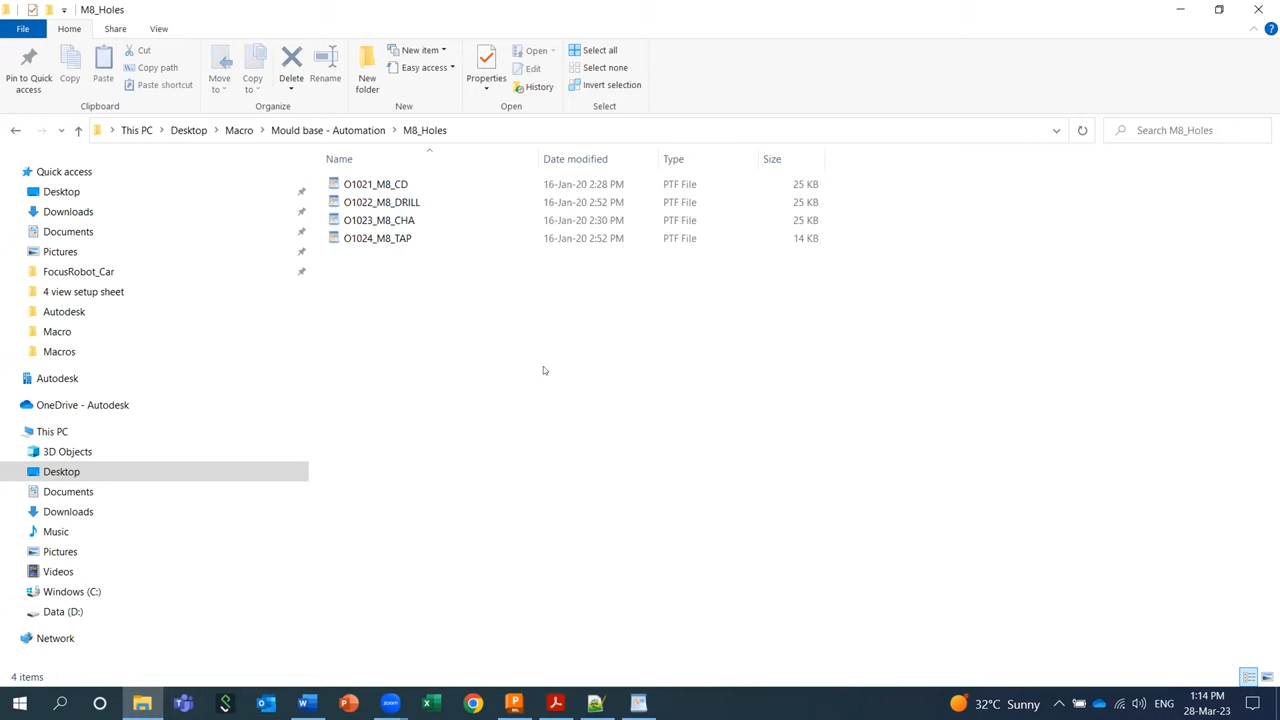 M8_Holes
File Home Share View
Pin to Quick access
Copy
Paste
Cut
Copy path
Paste shortcut
Clipboard
Move to
Copy to
Delete
Rename
Organize
New folder
New item
Easy access
New
Properties
Open
Edit
History
Open
Select all
Select none
Invert selection
Select
This PC Desktop Macro Mould base - Automation M8_Holes
Search M8_Holes
Name Date modified Type Size
O1021_M8_CD 16-Jan-20 2:28 PM PTF File 25 KB
O1022_M8_DRILL 16-Jan-20 2:52 PM PTF File 25 KB
O1023_M8_CHA 16-Jan-20 2:30 PM PTF File 25 KB
O1024_M8_TAP 16-Jan-20 2:52 PM PTF File 14 KB
Quick access
Desktop
Downloads
Documents
Pictures
FocusRobot_Car
4 view setup sheet
Autodesk
Macro
Macros
Autodesk
OneDrive - Autodesk
This PC
3D Objects
Desktop
Documents
Downloads
Music
Pictures
Videos
Windows (C:)
Data (D:)
Network
4 items
zoom
32°C Sunny
ENG
1:14 PM
28-Mar-23